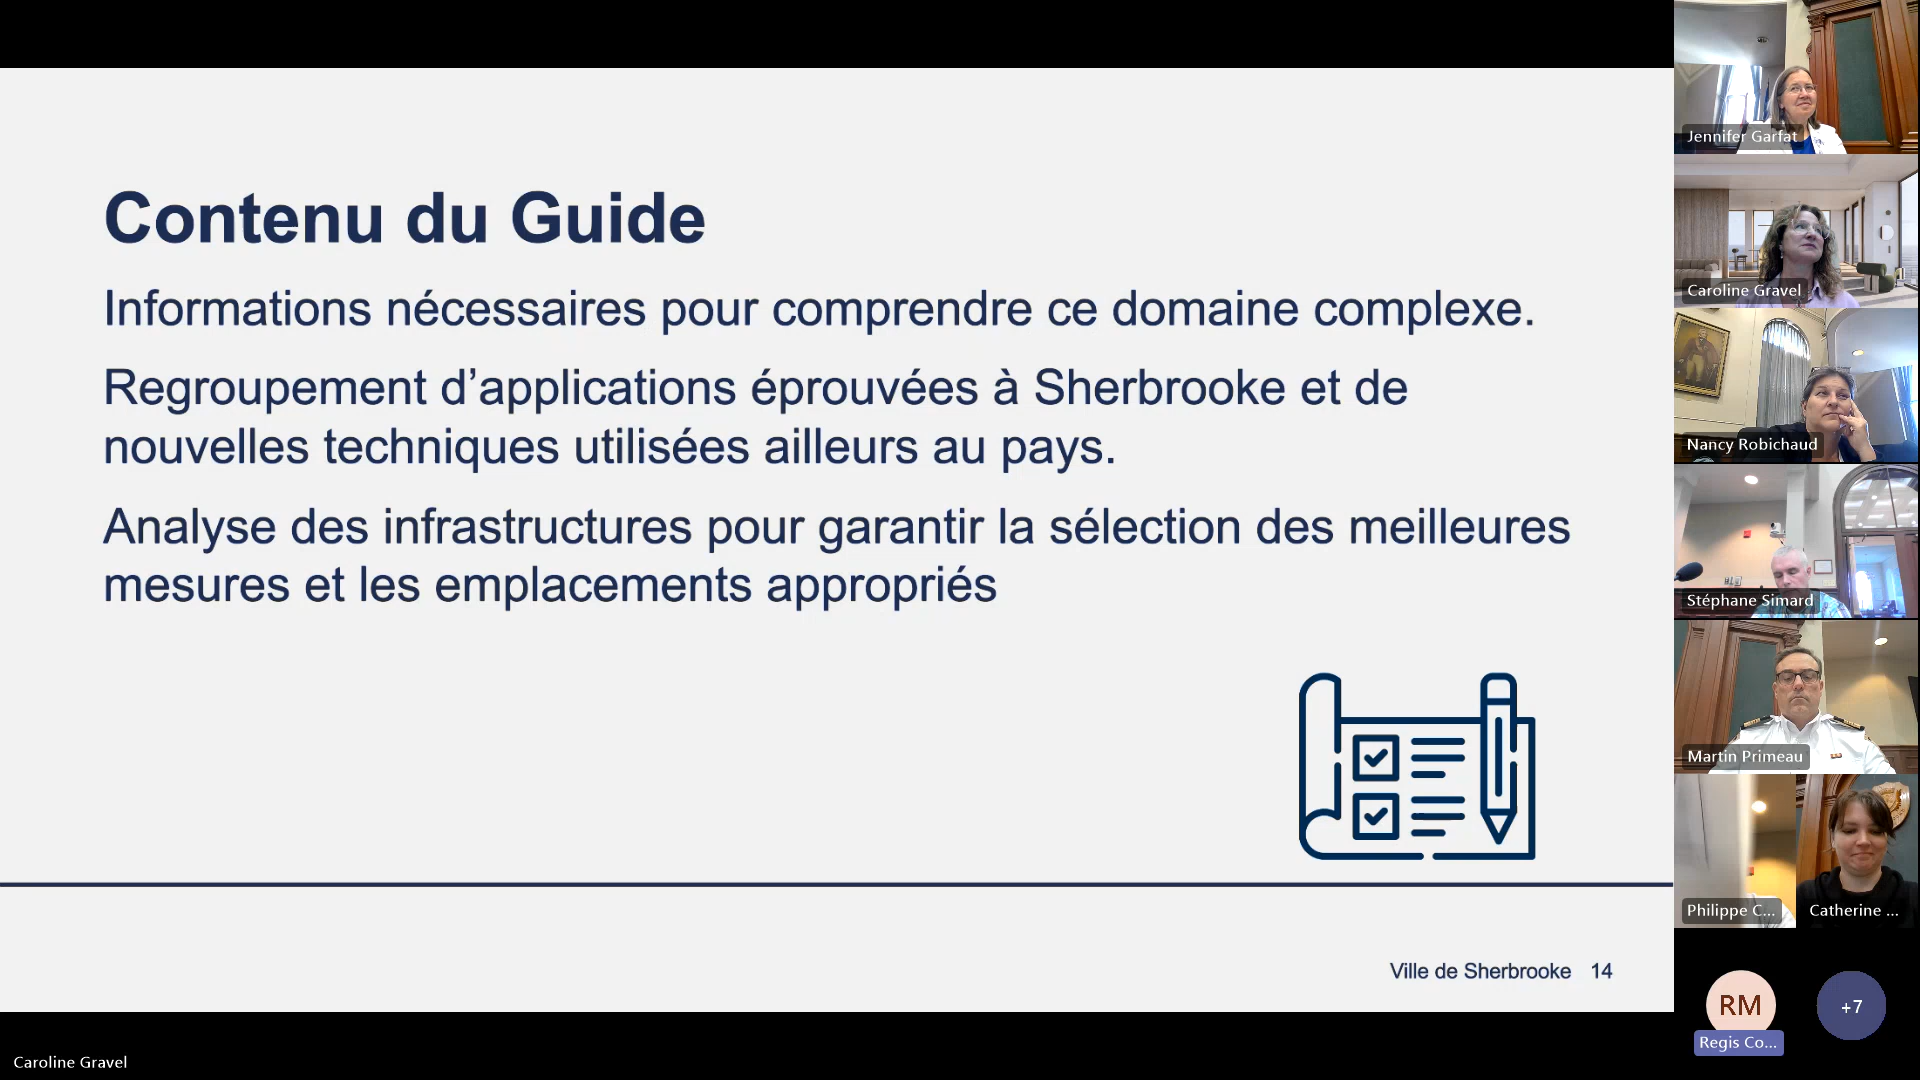 Contenu du Guide
Informations nécessaires pour comprendre ce domaine complexe.
Regroupement d’applications éprouvées à Sherbrooke et de
nouvelles techniques utilisées ailleurs au pays.
Analyse des infrastructures pour garantir la sélection des meilleures
mesures et les emplacements appropriés
Ville de Sherbrooke 14
Caroline Gravel
Jennifer Garfat
Caroline Gravel
Nancy Robichaud
Stéphane Simard
Martin Primeau
Philippe C...
Catherine ...
RM
+7
Regis Co...